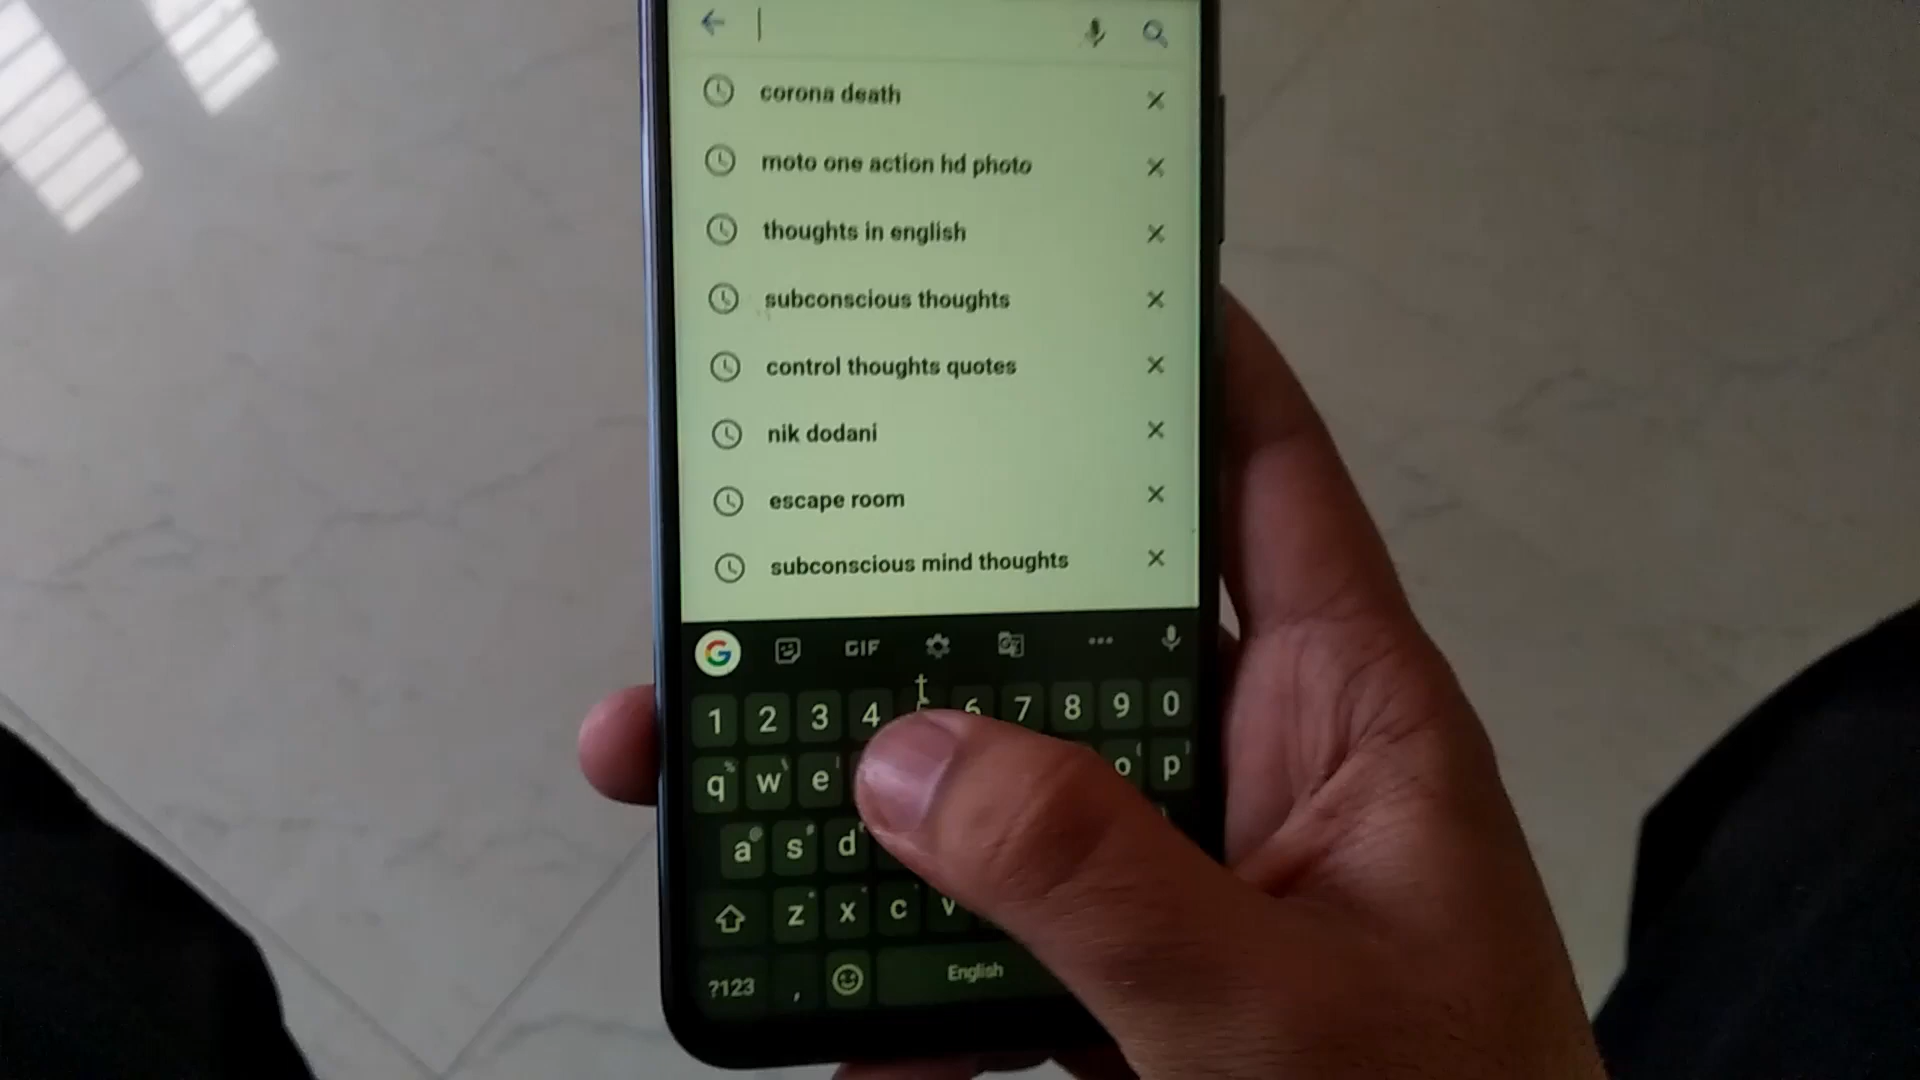 corona death
moto one action hd photo
thoughts in english
subconscious thoughts
control thoughts quotes
nik dodani
escape room
subconscious mind thoughts
G GIF
t
1 2 3 4 6 7 8 9 0
q w e o p
a s d
z x c v
?123 , English